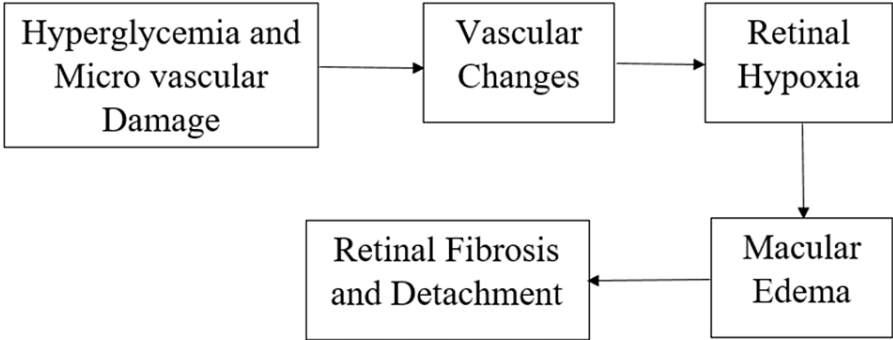 Hyperglycemia and
Micro vascular
Damage
Vascular
Changes
Retinal
Hypoxia
Macular
Edema
Retinal Fibrosis
and Detachment